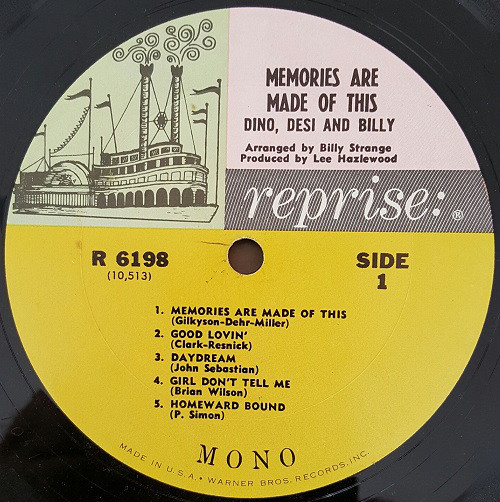 MEMORIES ARE
MADE OF THIS
DINO, DESI AND BILLY
Arranged by Billy Strange
Produced by Lee Hazlewood
reprise: ®
R 6198
(10,513)
SIDE
1
1. MEMORIES ARE MADE OF THIS
(Gilkyson-Dehr-Miller)
2. GOOD LOVIN'
(Clark-Resnick)
3. DAYDREAM
(John Sebastian)
4. GIRL DON'T TELL ME
(Brian Wilson)
5. HOMEWARD BOUND
(P. Simon)
MONO
MADE IN U.S.A. • WARNER BROS. RECORDS, INC.